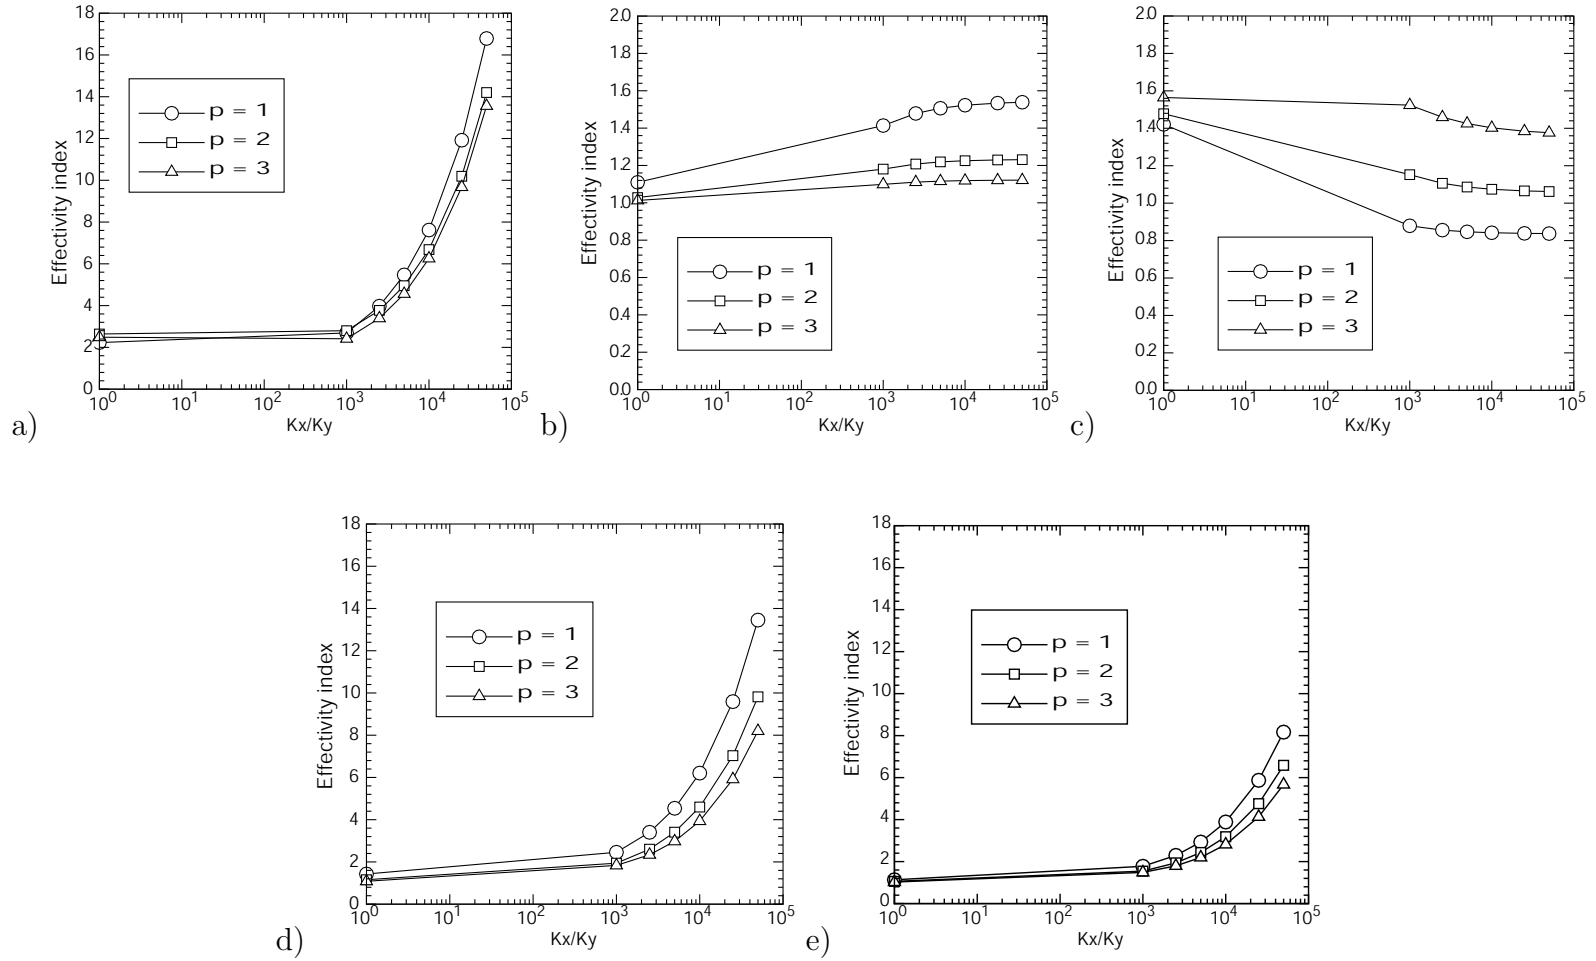 18
16
14
12
10
8
6
4
2
0
Effectivity index
p = 1
p = 2
p = 3
10^0 10^1 10^2 10^3 10^4 10^5
Kx/Ky
a)
2.0
1.8
1.6
1.4
1.2
1.0
0.8
0.6
0.4
0.2
0.0
Effectivity index
p = 1
p = 2
p = 3
10^0 10^1 10^2 10^3 10^4 10^5
Kx/Ky
b)
2.0
1.8
1.6
1.4
1.2
1.0
0.8
0.6
0.4
0.2
0.0
Effectivity index
p = 1
p = 2
p = 3
10^0 10^1 10^2 10^3 10^4 10^5
Kx/Ky
c)
18
16
14
12
10
8
6
4
2
0
Effectivity index
p = 1
p = 2
p = 3
10^0 10^1 10^2 10^3 10^4 10^5
Kx/Ky
d)
18
16
14
12
10
8
6
4
2
0
Effectivity index
p = 1
p = 2
p = 3
10^0 10^1 10^2 10^3 10^4 10^5
Kx/Ky
e)